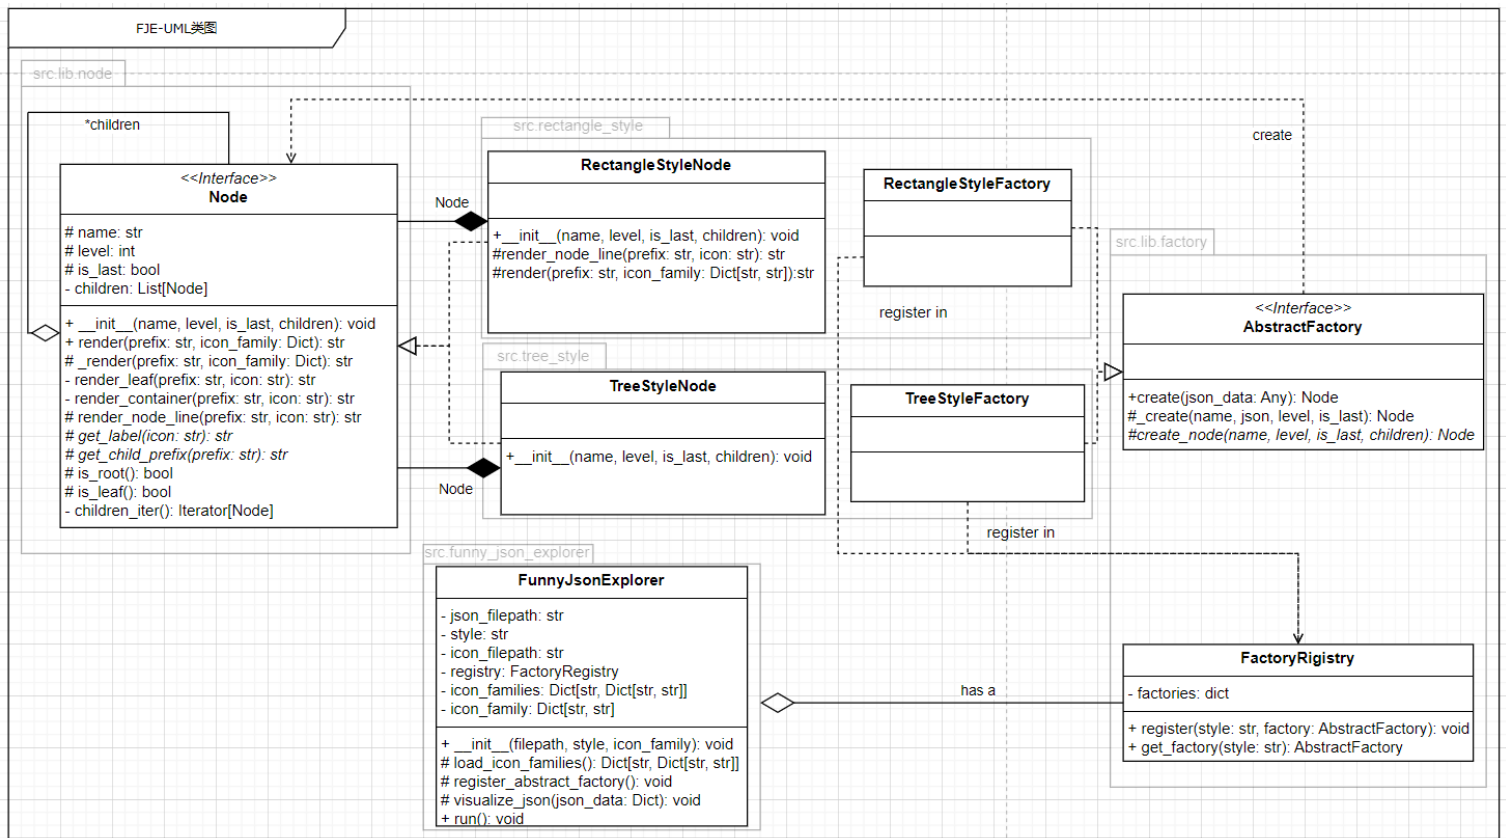 FJE-UML类图
src.lib.node
*children
<<Interface>>
Node
# name: str
# level: int
# is_last: bool
- children: List[Node]
+ __init__(name, level, is_last, children): void
+ render(prefix: str, icon_family: Dict): str
# _render(prefix: str, icon_family: Dict): str
- render_leaf(prefix: str, icon: str): str
- render_container(prefix: str, icon: str): str
# render_node_line(prefix: str, icon: str): str
# get_label(icon: str): str
# get_child_prefix(prefix: str): str
# is_root(): bool
# is_leaf(): bool
- children_iter(): Iterator[Node]
Node
Node
src.rectangle_style
RectangleStyleNode
+__init__(name, level, is_last, children): void
#render_node_line(prefix: str, icon: str): str
#render(prefix: str, icon_family: Dict[str, str]):str
RectangleStyleFactory
register in
src.tree_style
TreeStyleNode
+__init__(name, level, is_last, children): void
TreeStyleFactory
register in
create
src.lib.factory
<<Interface>>
AbstractFactory
+create(json_data: Any): Node
#_create(name, json, level, is_last): Node
#create_node(name, level, is_last, children): Node
src.funny_json_explorer
FunnyJsonExplorer
- json_filepath: str
- style: str
- icon_filepath: str
- registry: FactoryRegistry
- icon_families: Dict[str, Dict[str, str]]
- icon_family: Dict[str, str]
+ __init__(filepath, style, icon_family): void
# load_icon_families(): Dict[str, Dict[str, str]]
# register_abstract_factory(): void
# visualize_json(json_data: Dict): void
+ run(): void
has a
FactoryRigistry
- factories: dict
+ register(style: str, factory: AbstractFactory): void
+ get_factory(style: str): AbstractFactory